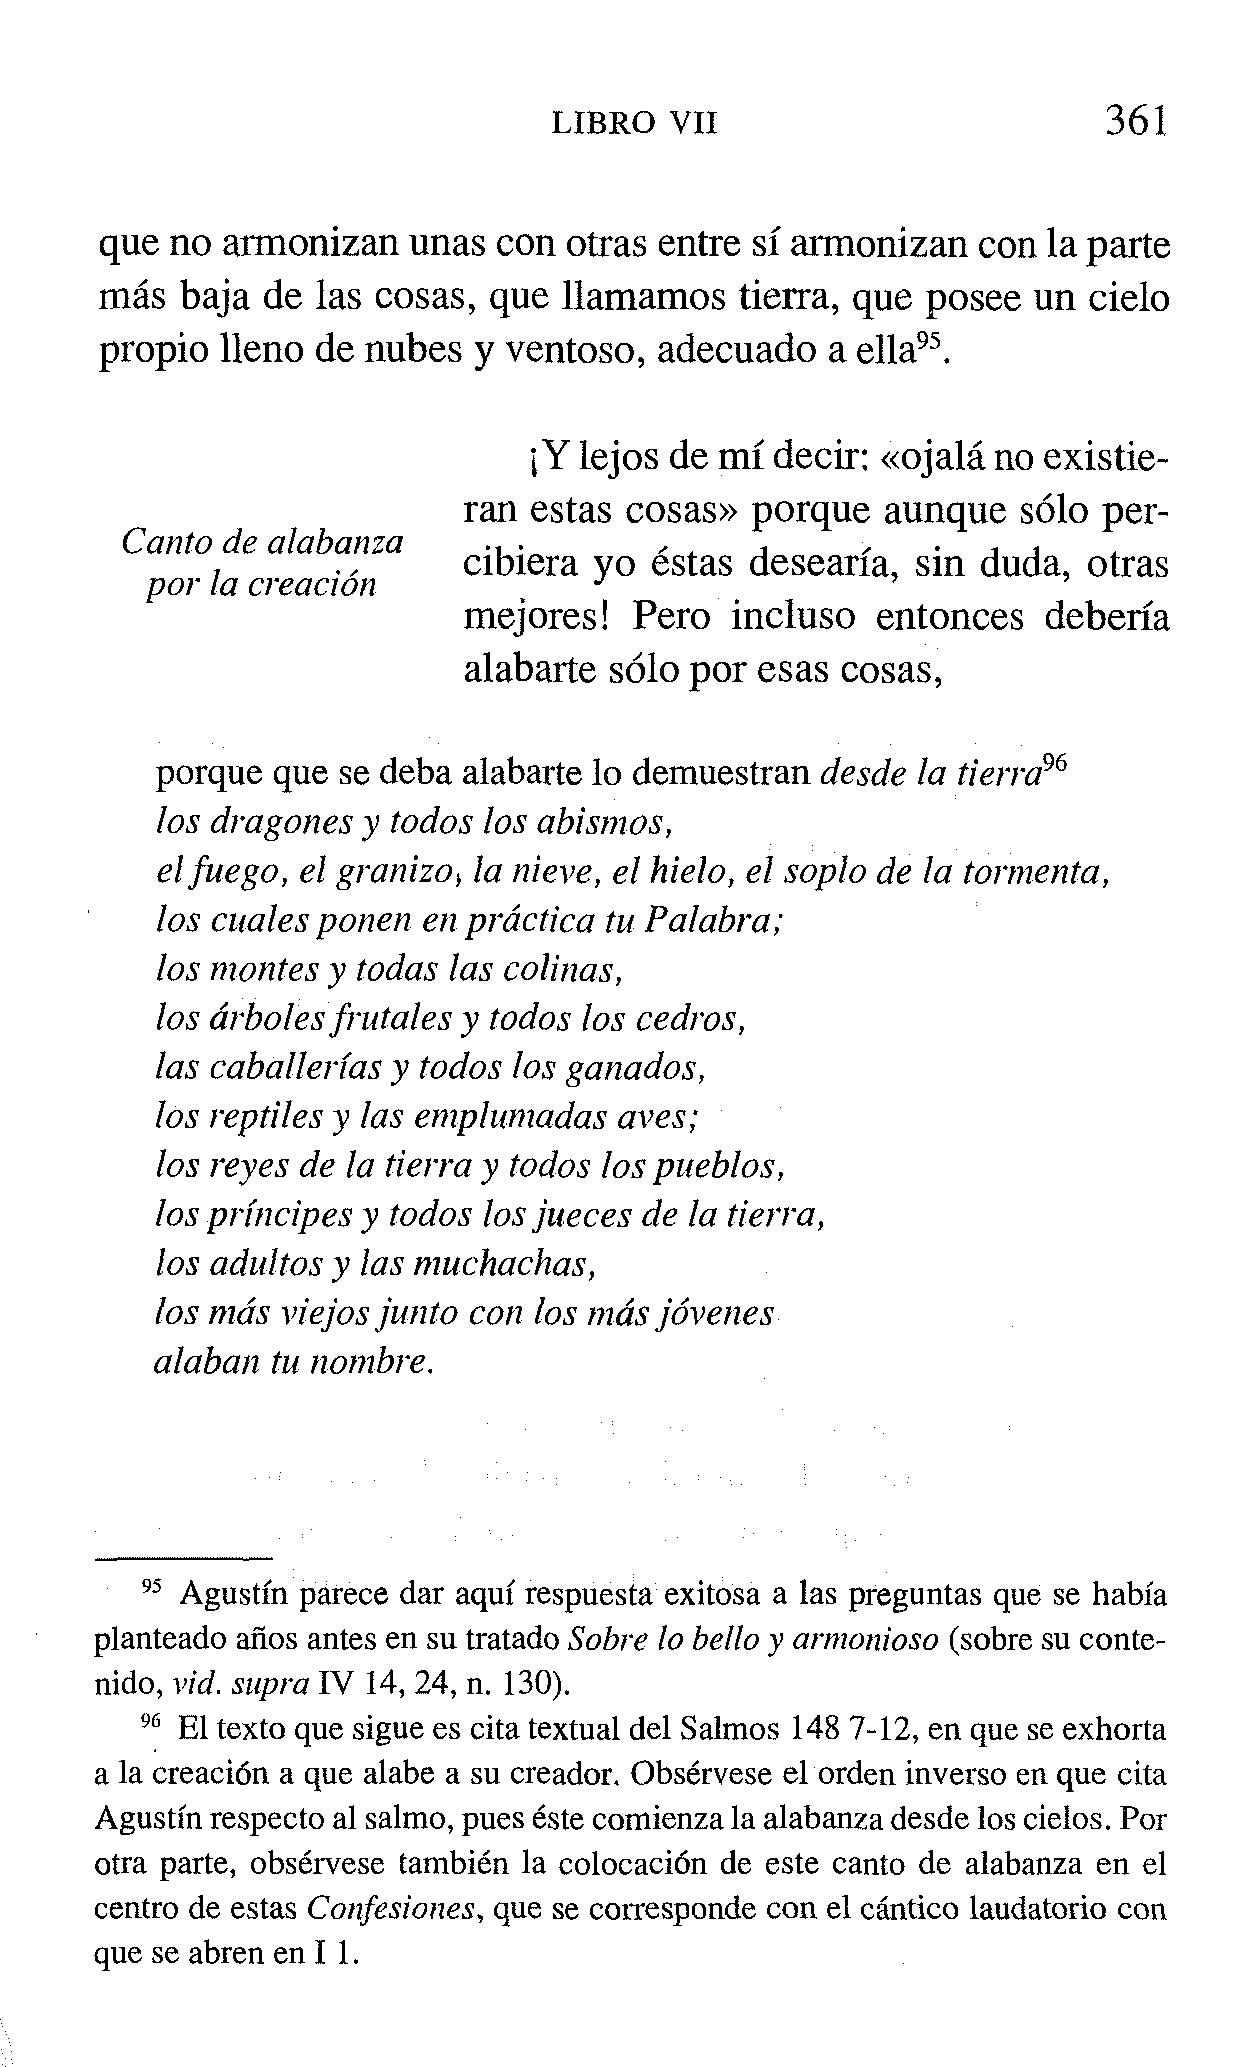 LIBRO VII 361
que no armonizan unas con otras entre sí armonizan con la parte
más baja de las cosas, que llamamos tierra, que posee un cielo
propio lleno de nubes y ventoso, adecuado a ella⁹⁵.
Canto de alabanza
por la creación
¡Y lejos de mí decir: «ojalá no existie-
ran estas cosas» porque aunque sólo per-
cibiera yo éstas desearía, sin duda, otras
mejores! Pero incluso entonces debería
alabarte sólo por esas cosas,
porque que se deba alabarte lo demuestran desde la tierra⁹⁶
los dragones y todos los abismos,
el fuego, el granizo, la nieve, el hielo, el soplo de la tormenta,
los cuales ponen en práctica tu Palabra;
los montes y todas las colinas,
los árboles frutales y todos los cedros,
las caballerías y todos los ganados,
los reptiles y las emplumadas aves;
los reyes de la tierra y todos los pueblos,
los príncipes y todos los jueces de la tierra,
los adultos y las muchachas,
los más viejos junto con los más jóvenes
alaban tu nombre.
⁹⁵ Agustín parece dar aquí respuesta exitosa a las preguntas que se había
planteado años antes en su tratado Sobre lo bello y armonioso (sobre su conte-
nido, vid. supra IV 14, 24, n. 130).
⁹⁶ El texto que sigue es cita textual del Salmos 148 7-12, en que se exhorta
a la creación a que alabe a su creador. Obsérvese el orden inverso en que cita
Agustín respecto al salmo, pues éste comienza la alabanza desde los cielos. Por
otra parte, obsérvese también la colocación de este canto de alabanza en el
centro de estas Confesiones, que se corresponde con el cántico laudatorio con
que se abren en I 1.